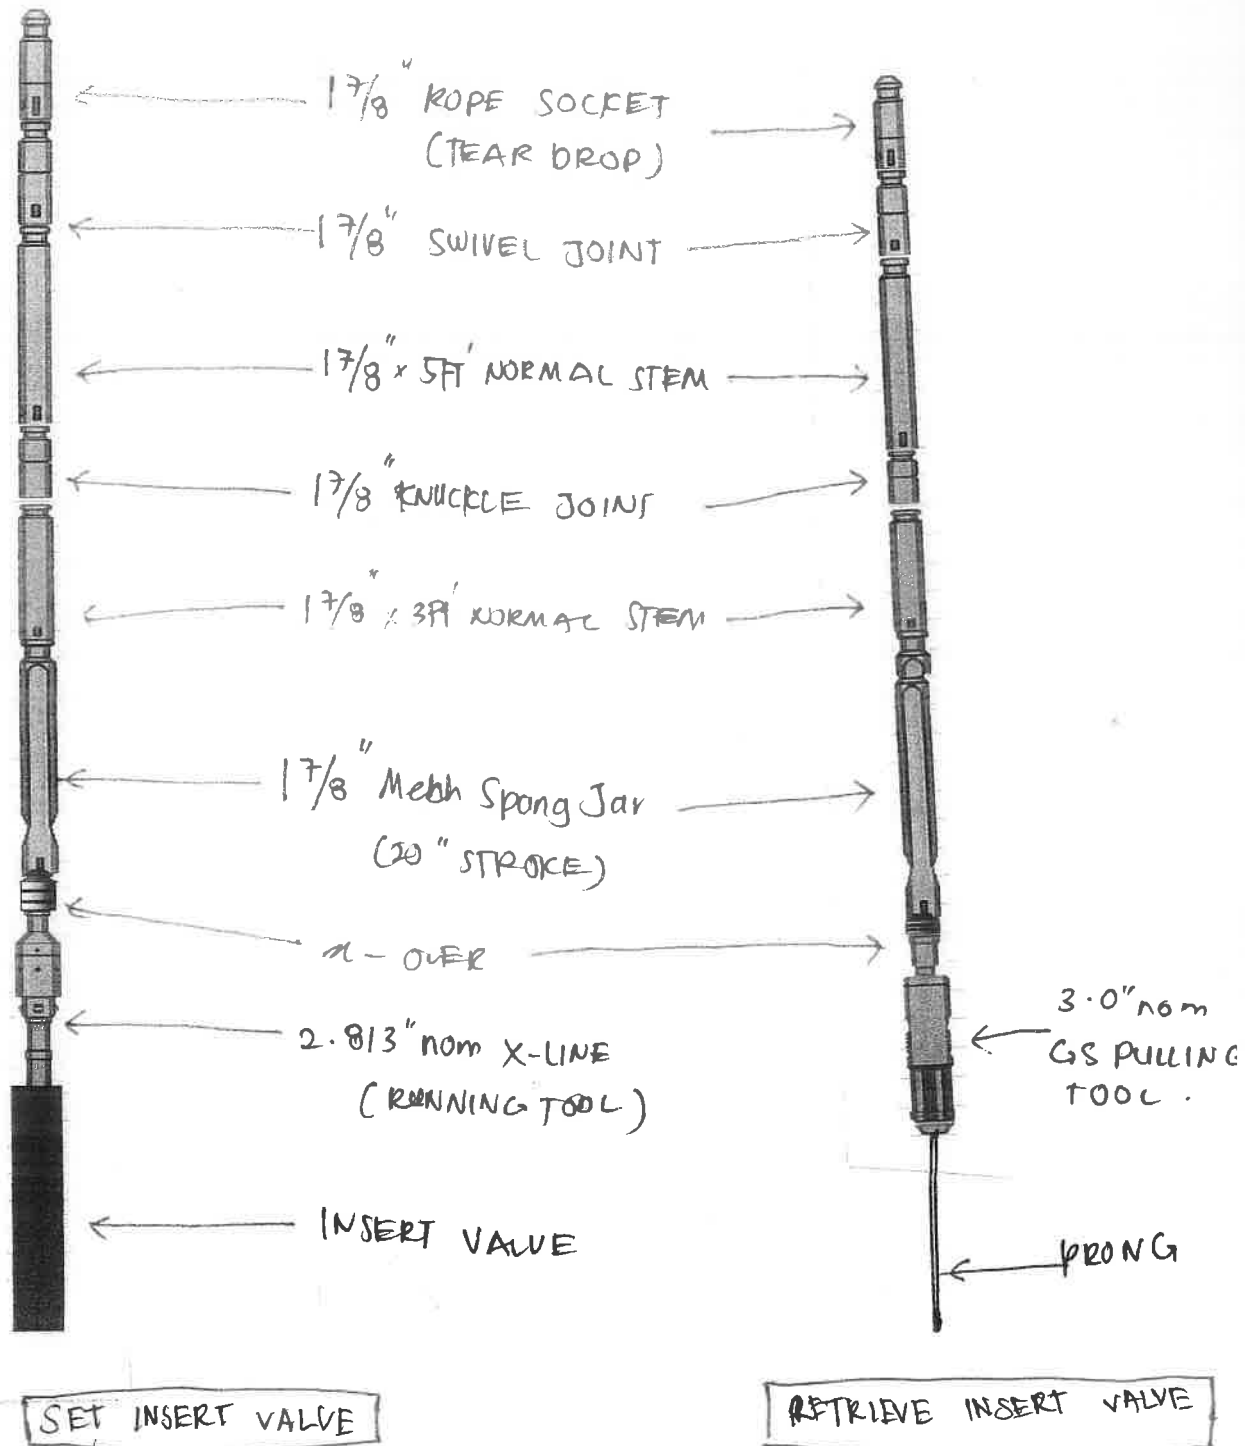 1 7/8" ROPE SOCKET
(TEAR DROP)
1 7/8" SWIVEL JOINT
1 7/8" x 5FT' NORMAL STEM
1 7/8" KNUCKLE JOINT
1 7/8" x 3FT' NORMAL STEM
1 7/8" Mech Spang Jar
(20" STROKE)
x - OVER
2.813" nom X-LINE
(RUNNING TOOL)
3.0" nom
GS PULLING
TOOL.
INSERT VALVE
PRONG
SET INSERT VALVE
RETRIEVE INSERT VALVE